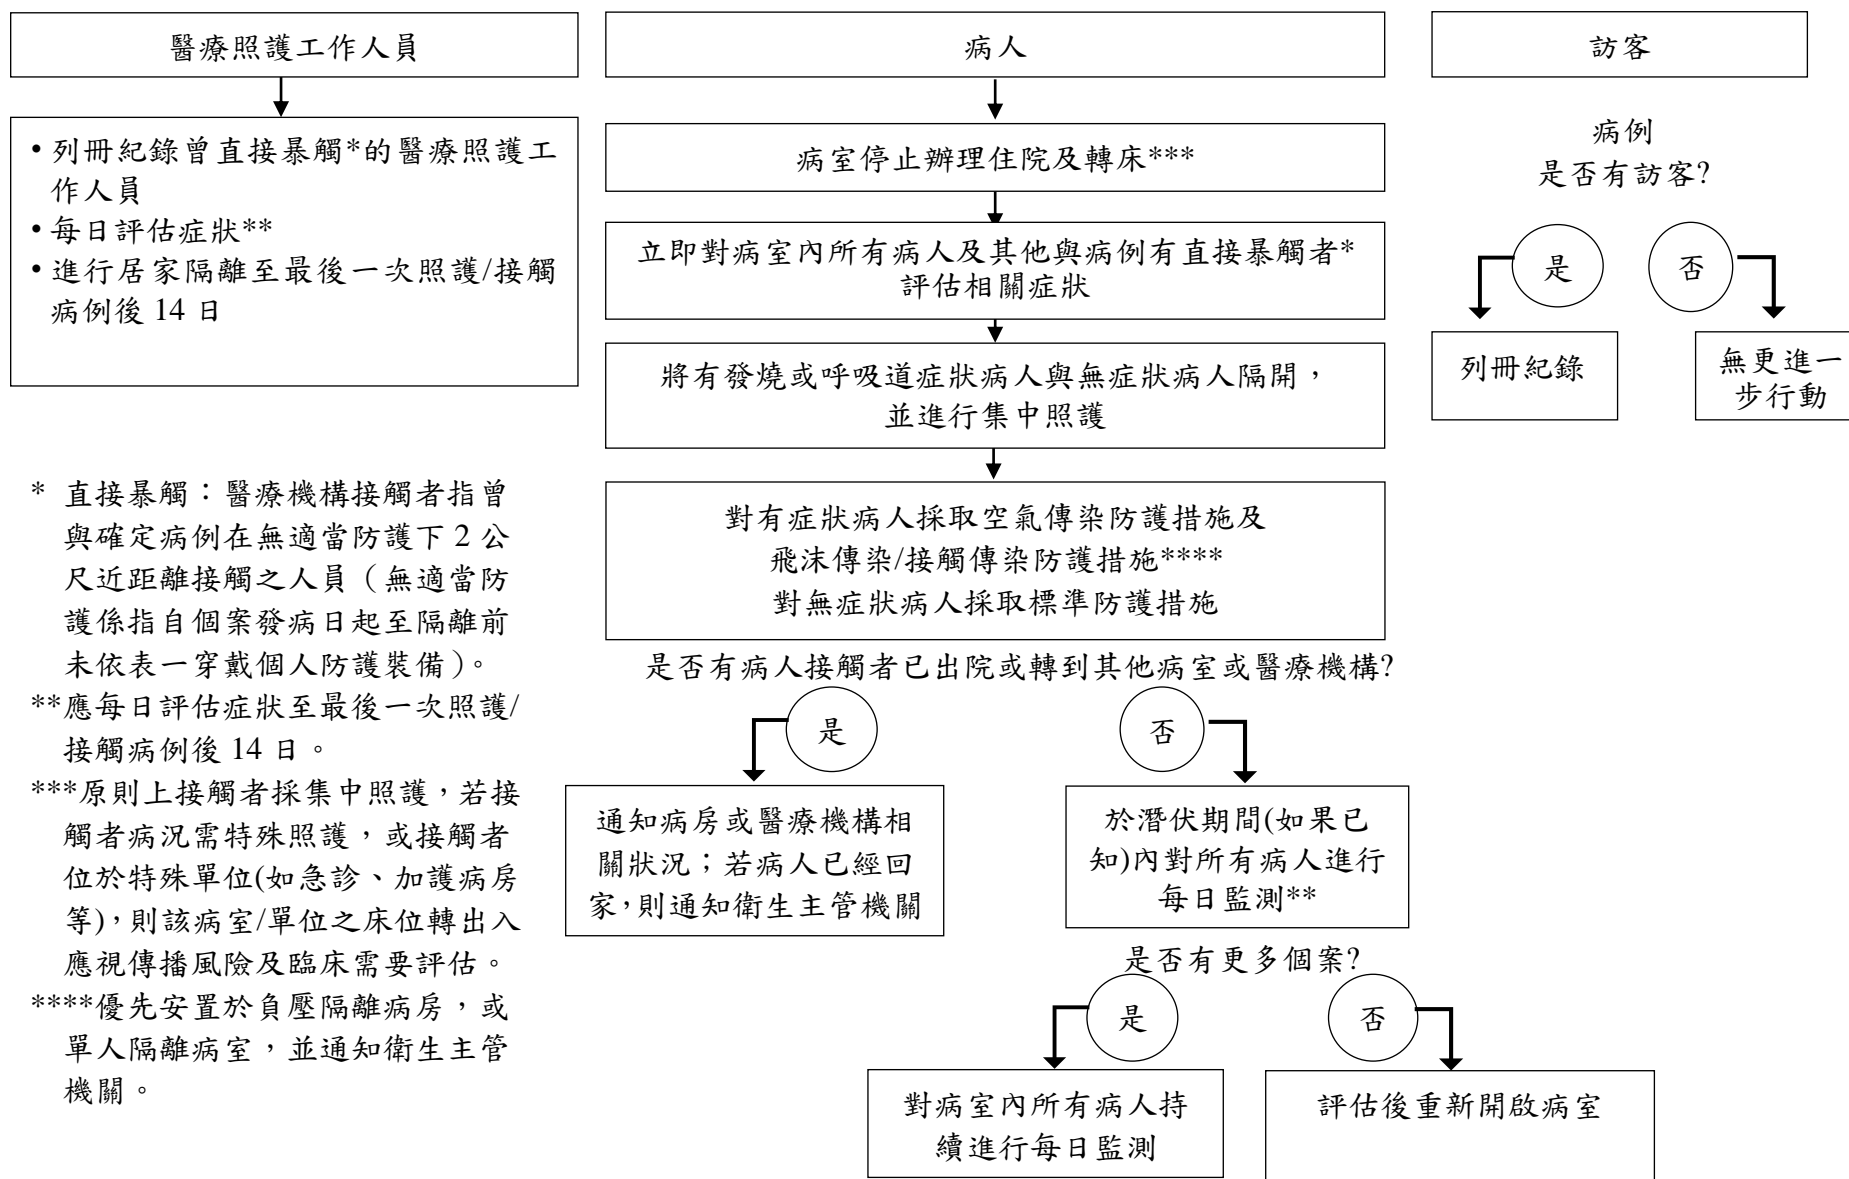 醫療照護工作人員
• 列冊紀錄曾直接暴觸*的醫療照護工
作人員
• 每日評估症狀**
• 進行居家隔離至最後一次照護/接觸
病例後 14 日
病人
病室停止辦理住院及轉床***
立即對病室內所有病人及其他與病例有直接暴觸者*
評估相關症狀
將有發燒或呼吸道症狀病人與無症狀病人隔開，
並進行集中照護
對有症狀病人採取空氣傳染防護措施及
飛沫傳染/接觸傳染防護措施****
對無症狀病人採取標準防護措施
是否有病人接觸者已出院或轉到其他病室或醫療機構?
是
否
通知病房或醫療機構相
關狀況；若病人已經回
家，則通知衛生主管機關
於潛伏期間(如果已
知)內對所有病人進行
每日監測**
是否有更多個案?
是
否
對病室內所有病人持
續進行每日監測
評估後重新開啟病室
訪客
病例
是否有訪客?
是
否
列冊紀錄
無更進一
步行動
* 直接暴觸：醫療機構接觸者指曾
與確定病例在無適當防護下 2 公
尺近距離接觸之人員（無適當防
護係指自個案發病日起至隔離前
未依表一穿戴個人防護裝備）。
**應每日評估症狀至最後一次照護/
接觸病例後 14 日。
***原則上接觸者採集中照護，若接
觸者病況需特殊照護，或接觸者
位於特殊單位(如急診、加護病房
等)，則該病室/單位之床位轉出入
應視傳播風險及臨床需要評估。
****優先安置於負壓隔離病房，或
單人隔離病室，並通知衛生主管
機關。